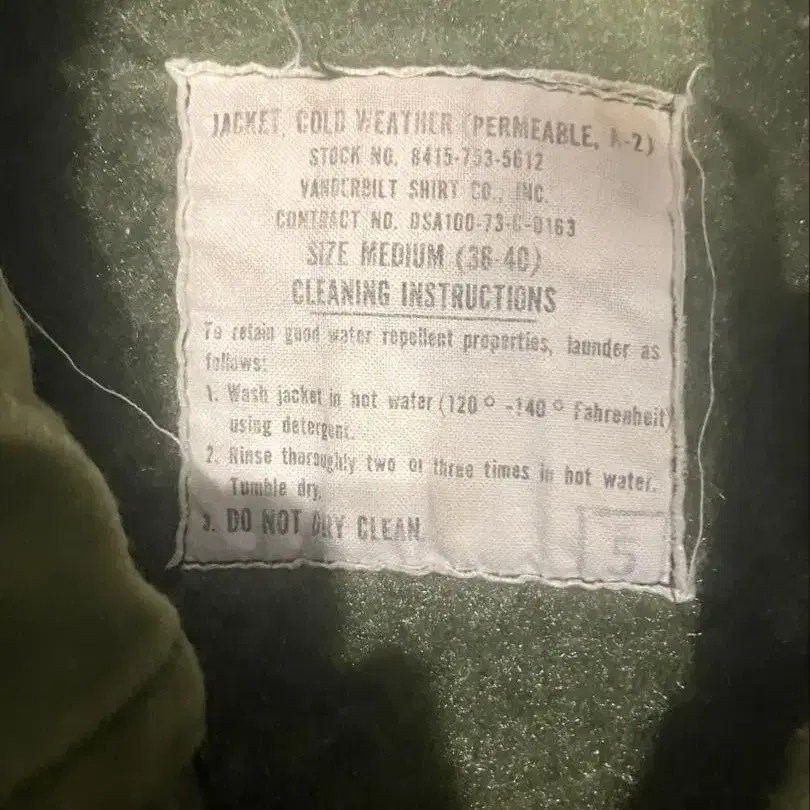 JACKET, COLD WEATHER (PERMEABLE, A-2)
STOCK NO. 8415-753-5612
VANDERBILT SHIRT CO., INC.
CONTRACT NO. DSA100-73-C-0163
SIZE MEDIUM (36-40)
CLEANING INSTRUCTIONS
To retain good water repellent properties, launder as
follows:
1. Wash jacket in hot water (120° -140° Fahrenheit)
using detergent.
2. Rinse thoroughly two or three times in hot water.
Tumble dry.
3. DO NOT DRY CLEAN.
5